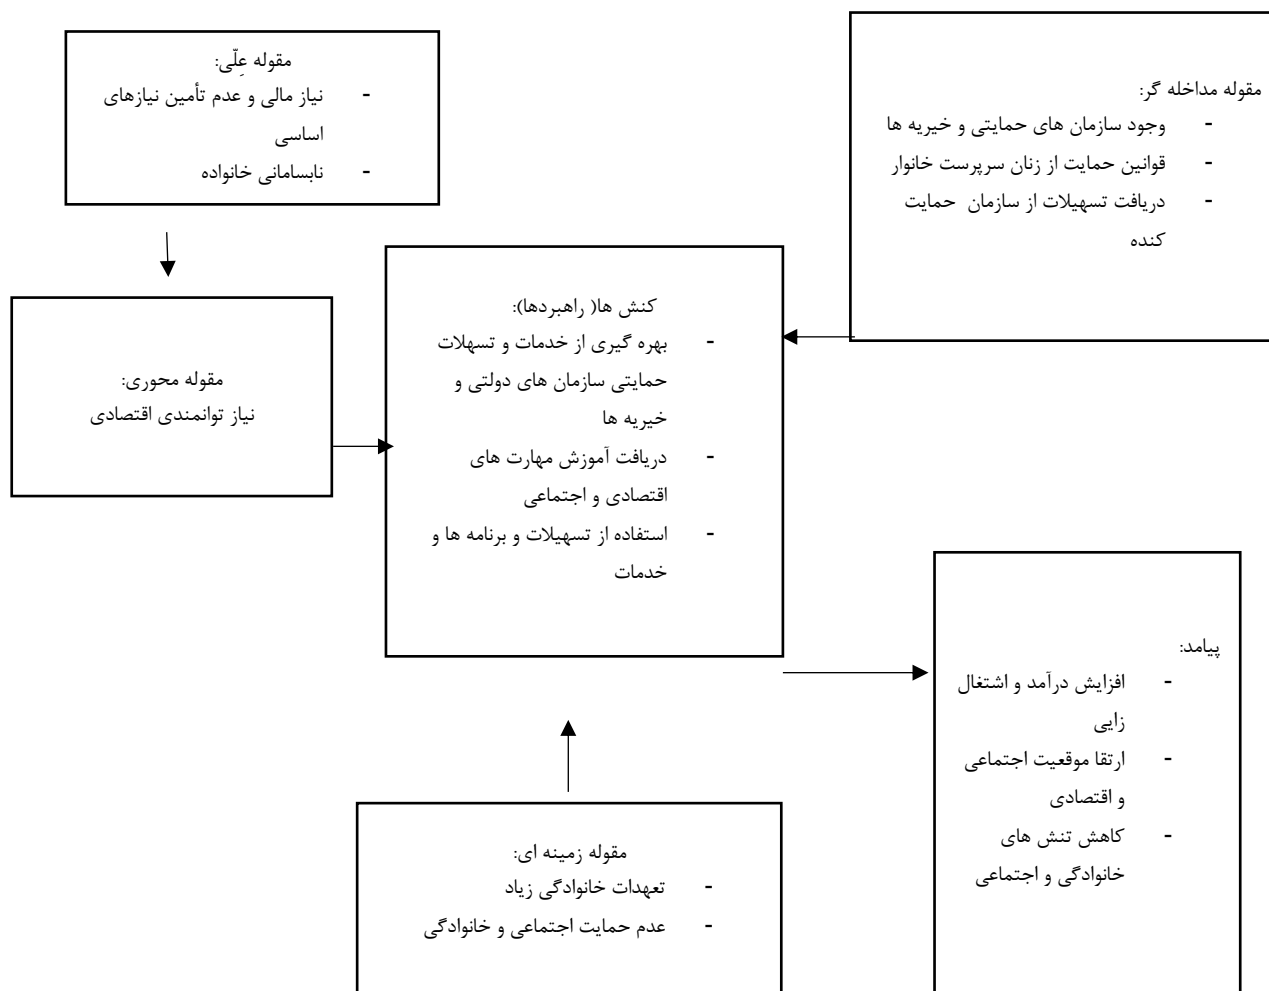 مقوله عِلّی:
- نیاز مالی و عدم تأمین نیازهای
اساسی
- نابسامانی خانواده
مقوله مداخله گر:
- وجود سازمان های حمایتی و خیریه ها
- قوانین حمایت از زنان سرپرست خانوار
- دریافت تسهیلات از سازمان حمایت
کنده
مقوله محوری:
نیاز توانمندی اقتصادی
کنش ها( راهبردها):
- بهره گیری از خدمات و تسهلات
حمایتی سازمان های دولتی و
خیریه ها
- دریافت آموزش مهارت های
اقتصادی و اجتماعی
- استفاده از تسهیلات و برنامه ها و
خدمات
پیامد:
- افزایش درآمد و اشتغال
زایی
- ارتقا موقعیت اجتماعی
و اقتصادی
- کاهش تنش های
خانوادگی و اجتماعی
مقوله زمینه ای:
- تعهدات خانوادگی زیاد
- عدم حمایت اجتماعی و خانوادگی